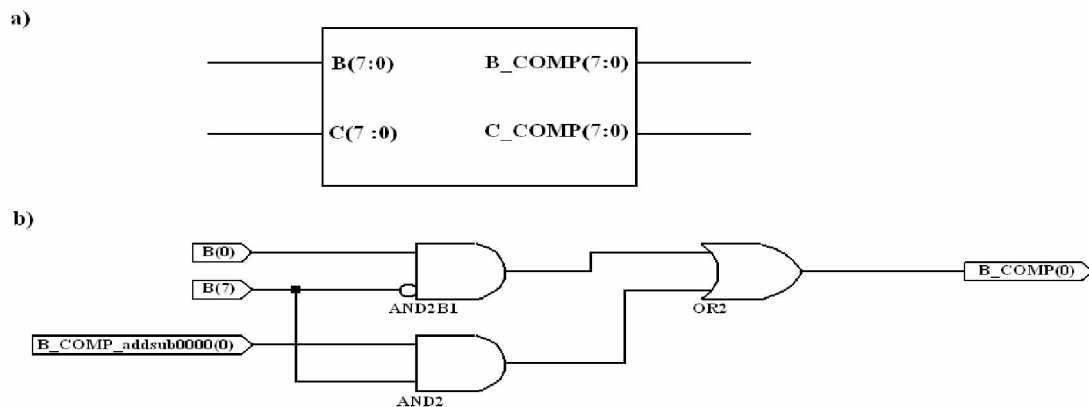 a)
B(7:0) B_COMP(7:0)
C(7 :0) C_COMP(7:0)
b)
B(0)
B(7)
B_COMP(0)
AND2B1 OR2
B_COMP_addsub0000(0)
AND2